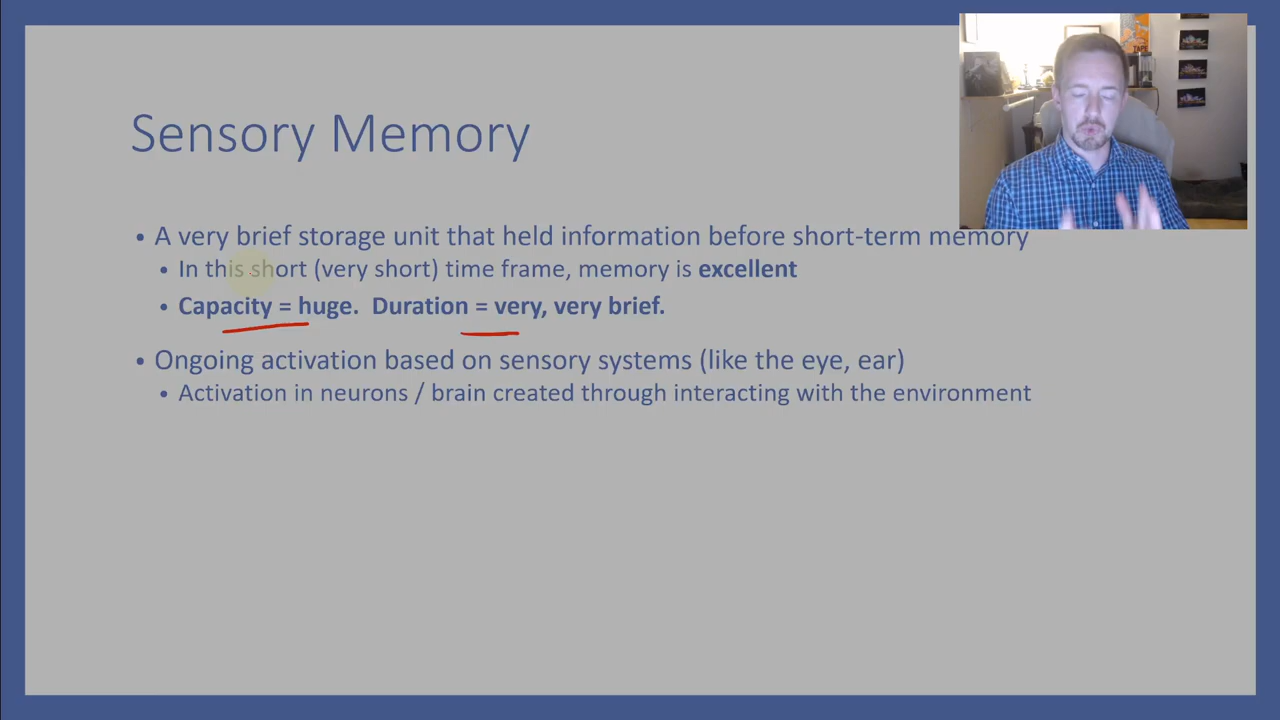 Sensory Memory
• A very brief storage unit that held information before short-term memory
• In this short (very short) time frame, memory is excellent
• Capacity = huge.  Duration = very, very brief.
• Ongoing activation based on sensory systems (like the eye, ear)
• Activation in neurons / brain created through interacting with the environment
TAPE